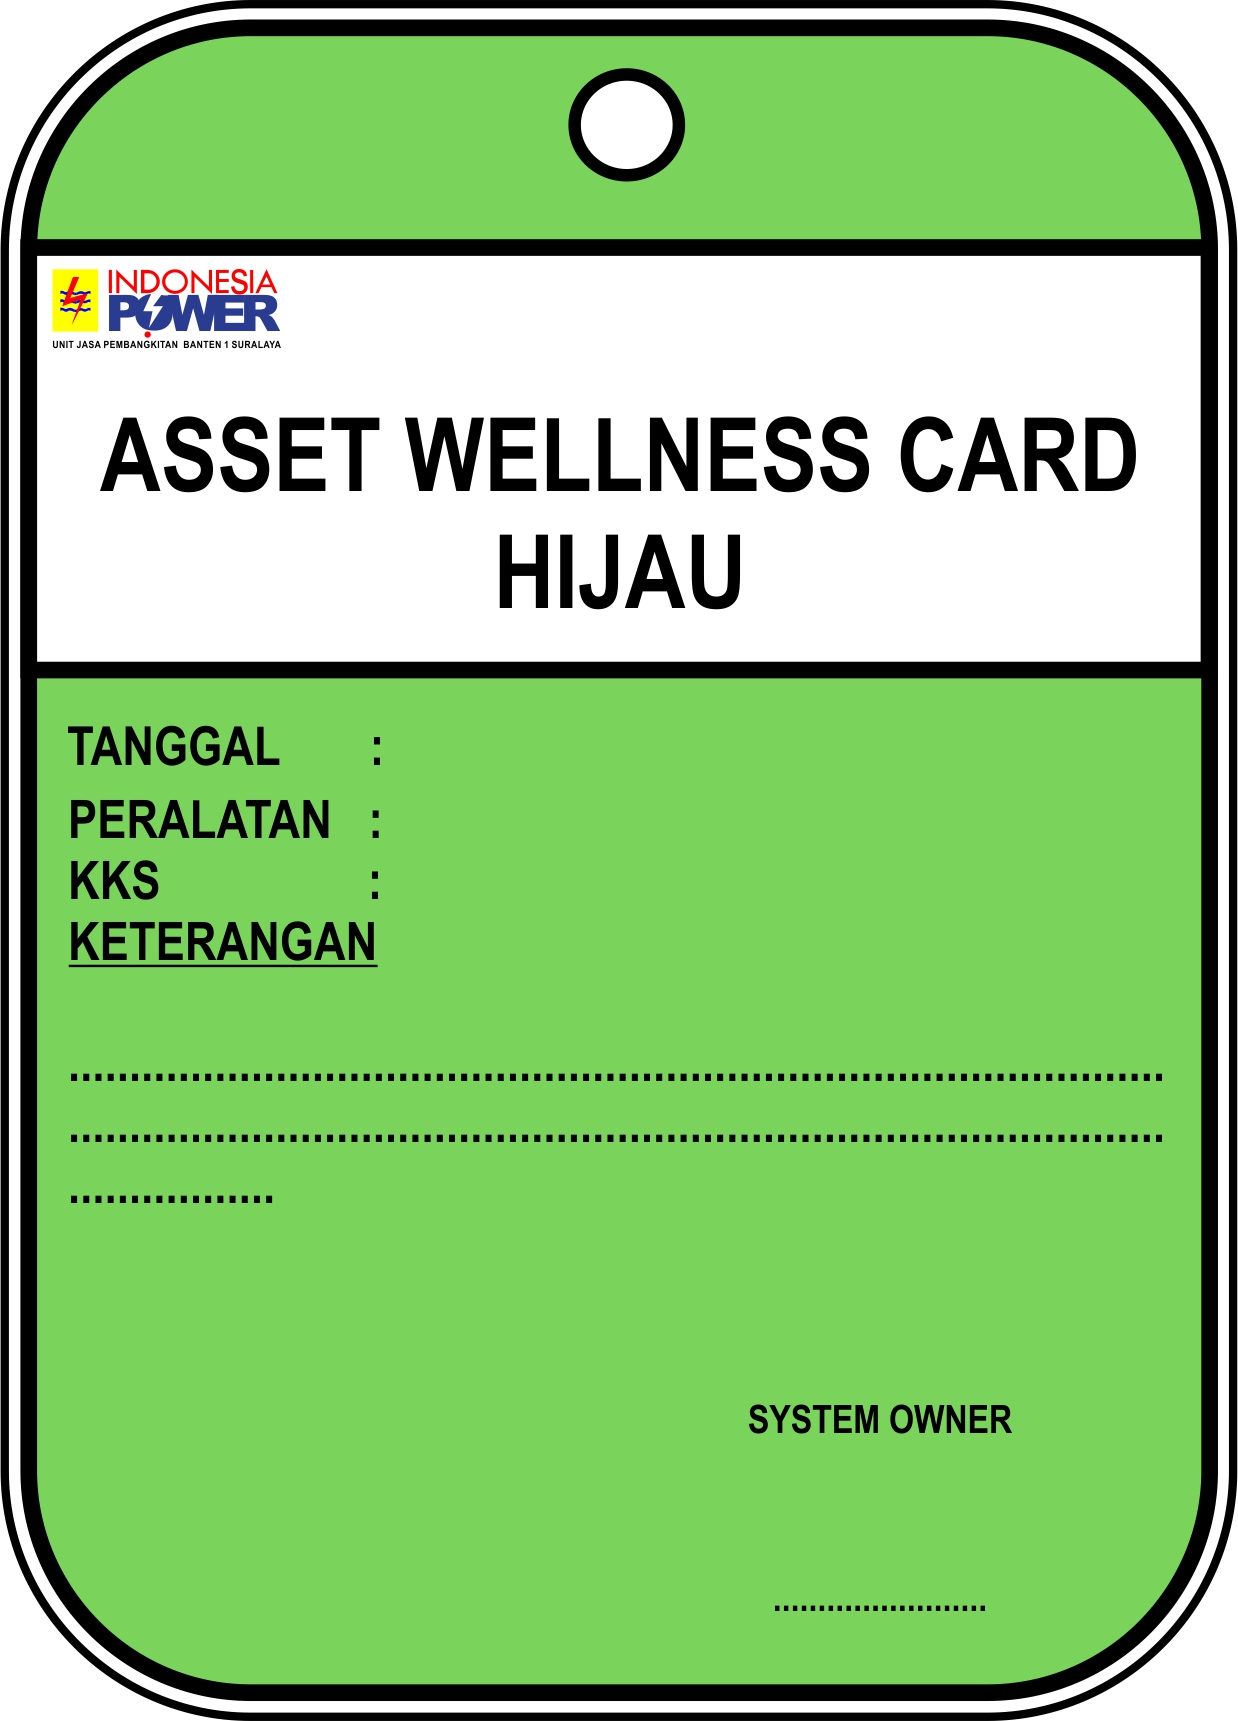 INDONESIA
POWER
UNIT JASA PEMBANGKITAN BANTEN 1 SURALAYA
ASSET WELLNESS CARD
HIJAU
TANGGAL :
PERALATAN :
KKS :
KETERANGAN
..........................................................................................
..........................................................................................
.................
SYSTEM OWNER
........................